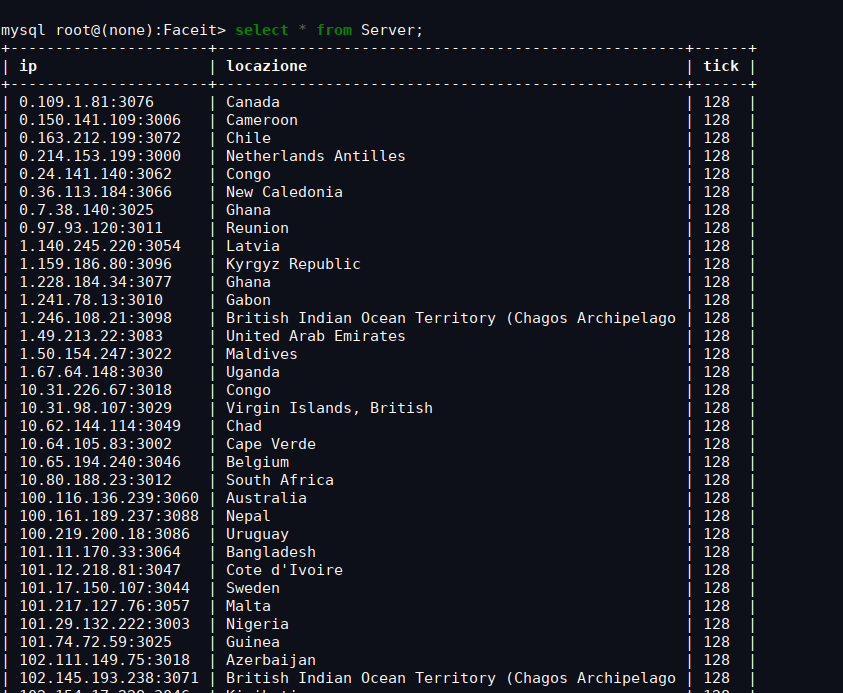 mysql root@(none):Faceit> select * from Server;
+----------------------+----------------------------------------------------+------+
| ip                   | locazione                                          | tick |
+----------------------+----------------------------------------------------+------+
| 0.109.1.81:3076      | Canada                                             | 128  |
| 0.150.141.109:3006   | Cameroon                                           | 128  |
| 0.163.212.199:3072   | Chile                                              | 128  |
| 0.214.153.199:3000   | Netherlands Antilles                               | 128  |
| 0.24.141.140:3062    | Congo                                              | 128  |
| 0.36.113.184:3066    | New Caledonia                                      | 128  |
| 0.7.38.140:3025      | Ghana                                              | 128  |
| 0.97.93.120:3011     | Reunion                                            | 128  |
| 1.140.245.220:3054   | Latvia                                             | 128  |
| 1.159.186.80:3096    | Kyrgyz Republic                                    | 128  |
| 1.228.184.34:3077    | Ghana                                              | 128  |
| 1.241.78.13:3010     | Gabon                                              | 128  |
| 1.246.108.21:3098    | British Indian Ocean Territory (Chagos Archipelago | 128  |
| 1.49.213.22:3083     | United Arab Emirates                               | 128  |
| 1.50.154.247:3022    | Maldives                                           | 128  |
| 1.67.64.148:3030     | Uganda                                             | 128  |
| 10.31.226.67:3018    | Congo                                              | 128  |
| 10.31.98.107:3029    | Virgin Islands, British                            | 128  |
| 10.62.144.114:3049   | Chad                                               | 128  |
| 10.64.105.83:3002    | Cape Verde                                         | 128  |
| 10.65.194.240:3046   | Belgium                                            | 128  |
| 10.80.188.23:3012    | South Africa                                       | 128  |
| 100.116.136.239:3060 | Australia                                          | 128  |
| 100.161.189.237:3088 | Nepal                                              | 128  |
| 100.219.200.18:3086  | Uruguay                                            | 128  |
| 101.11.170.33:3064   | Bangladesh                                         | 128  |
| 101.12.218.81:3047   | Cote d'Ivoire                                      | 128  |
| 101.17.150.107:3044  | Sweden                                             | 128  |
| 101.217.127.76:3057  | Malta                                              | 128  |
| 101.29.132.222:3003  | Nigeria                                            | 128  |
| 101.74.72.59:3025    | Guinea                                             | 128  |
| 102.111.149.75:3018  | Azerbaijan                                         | 128  |
| 102.145.193.238:3071 | British Indian Ocean Territory (Chagos Archipelago | 128  |